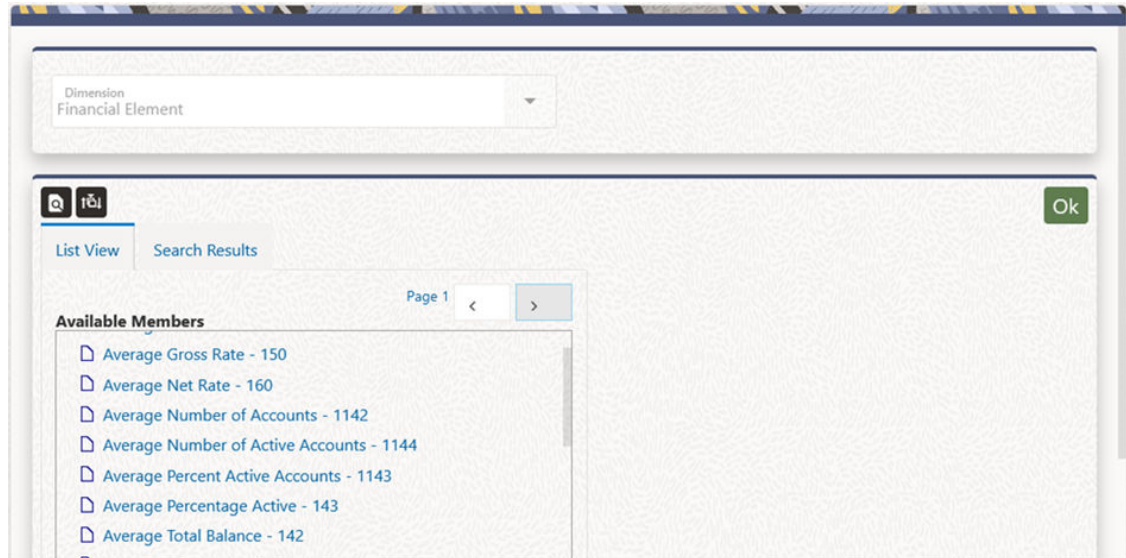 Dimension
Financial Element
Ok
List View Search Results
Page 1
Available Members
Average Gross Rate - 150
Average Net Rate - 160
Average Number of Accounts - 1142
Average Number of Active Accounts - 1144
Average Percent Active Accounts - 1143
Average Percentage Active - 143
Average Total Balance - 142